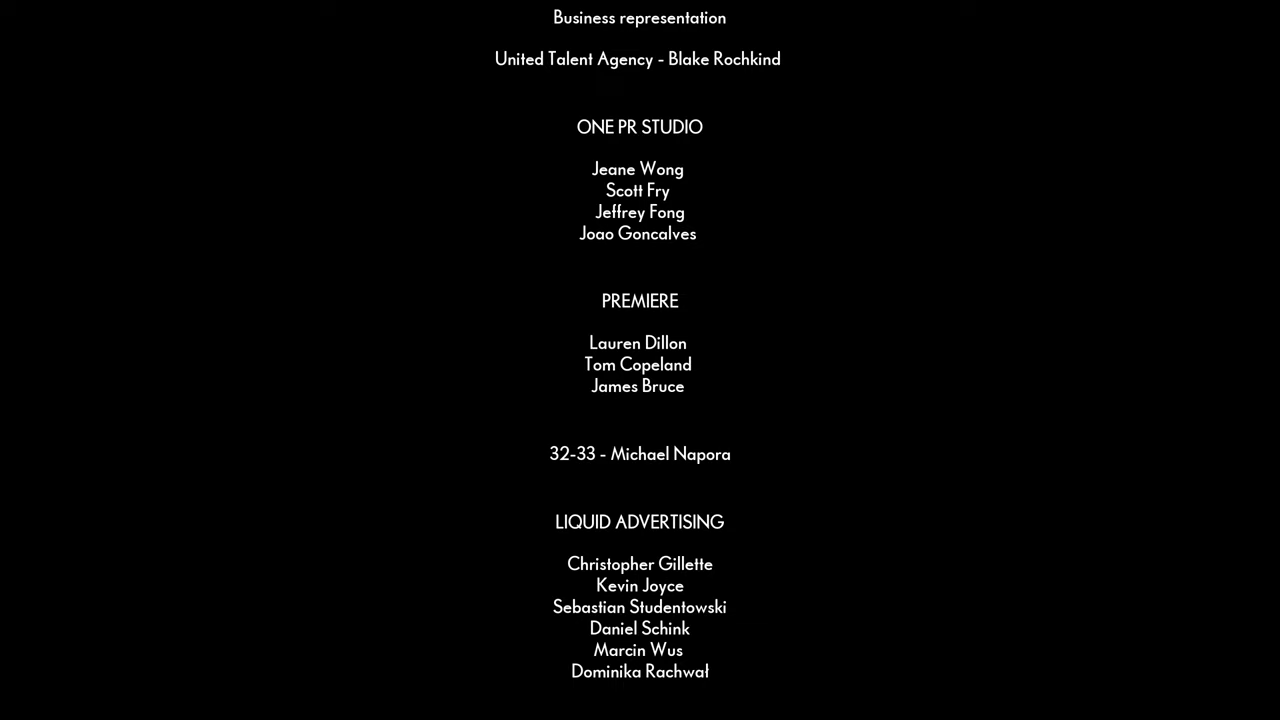 Business representation
United Talent Agency - Blake Rochkind
ONE PR STUDIO
Jeane Wong
Scott Fry
Jeffrey Fong
Joao Goncalves
PREMIERE
Lauren Dillon
Tom Copeland
James Bruce
32-33 - Michael Napora
LIQUID ADVERTISING
Christopher Gillette
Kevin Joyce
Sebastian Studentowski
Daniel Schink
Marcin Wus
Dominika Rachwał